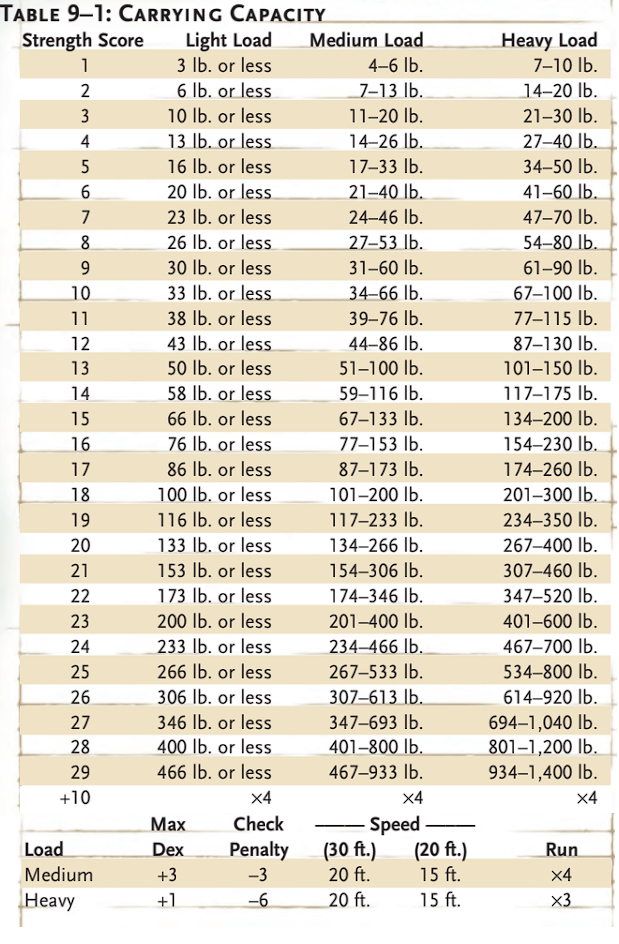 TABLE 9–1: CARRYING CAPACITY
Strength Score Light Load Medium Load Heavy Load
1 3 lb. or less 4–6 lb. 7–10 lb.
2 6 lb. or less 7–13 lb. 14–20 lb.
3 10 lb. or less 11–20 lb. 21–30 lb.
4 13 lb. or less 14–26 lb. 27–40 lb.
5 16 lb. or less 17–33 lb. 34–50 lb.
6 20 lb. or less 21–40 lb. 41–60 lb.
7 23 lb. or less 24–46 lb. 47–70 lb.
8 26 lb. or less 27–53 lb. 54–80 lb.
9 30 lb. or less 31–60 lb. 61–90 lb.
10 33 lb. or less 34–66 lb. 67–100 lb.
11 38 lb. or less 39–76 lb. 77–115 lb.
12 43 lb. or less 44–86 lb. 87–130 lb.
13 50 lb. or less 51–100 lb. 101–150 lb.
14 58 lb. or less 59–116 lb. 117–175 lb.
15 66 lb. or less 67–133 lb. 134–200 lb.
16 76 lb. or less 77–153 lb. 154–230 lb.
17 86 lb. or less 87–173 lb. 174–260 lb.
18 100 lb. or less 101–200 lb. 201–300 lb.
19 116 lb. or less 117–233 lb. 234–350 lb.
20 133 lb. or less 134–266 lb. 267–400 lb.
21 153 lb. or less 154–306 lb. 307–460 lb.
22 173 lb. or less 174–346 lb. 347–520 lb.
23 200 lb. or less 201–400 lb. 401–600 lb.
24 233 lb. or less 234–466 lb. 467–700 lb.
25 266 lb. or less 267–533 lb. 534–800 lb.
26 306 lb. or less 307–613 lb. 614–920 lb.
27 346 lb. or less 347–693 lb. 694–1,040 lb.
28 400 lb. or less 401–800 lb. 801–1,200 lb.
29 466 lb. or less 467–933 lb. 934–1,400 lb.
+10 ×4 ×4 ×4
Max Check ——— Speed ———
Load Dex Penalty (30 ft.) (20 ft.) Run
Medium +3 –3 20 ft. 15 ft. ×4
Heavy +1 –6 20 ft. 15 ft. ×3